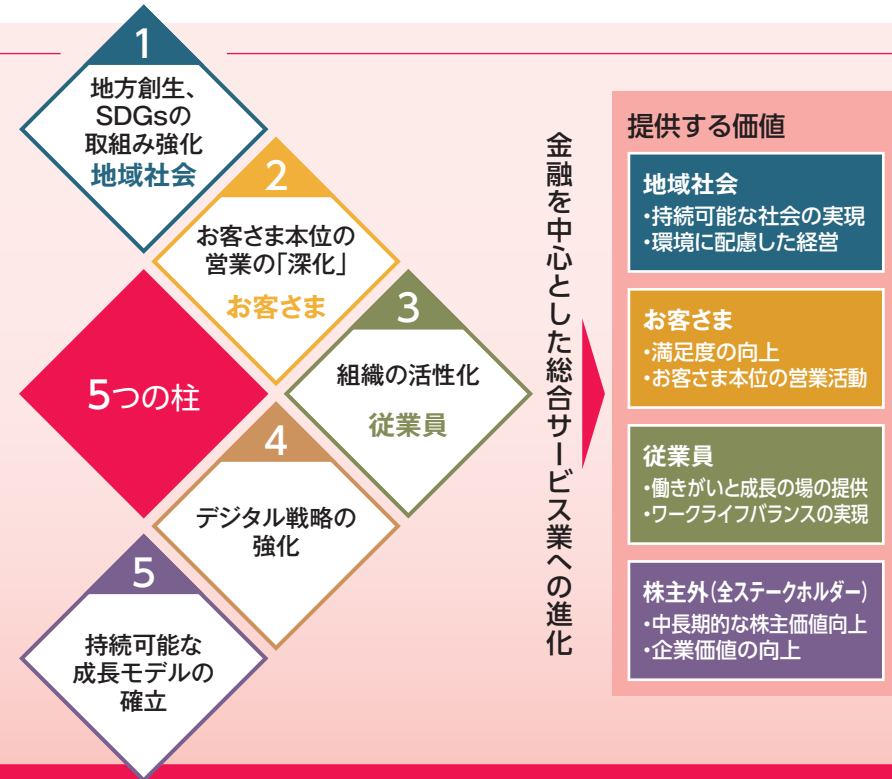 1
地方創生、
SDGsの
取組み強化
地域社会
2
お客さま本位の
営業の「深化」
お客さま
3
組織の活性化
従業員
5つの柱
4
デジタル戦略の
強化
5
持続可能な
成長モデルの
確立
金融を中心とした総合サービス業への進化
提供する価値
地域社会
・持続可能な社会の実現
・環境に配慮した経営
お客さま
・満足度の向上
・お客さま本位の営業活動
従業員
・働きがいと成長の場の提供
・ワークライフバランスの実現
株主外(全ステークホルダー)
・中長期的な株主価値向上
・企業価値の向上